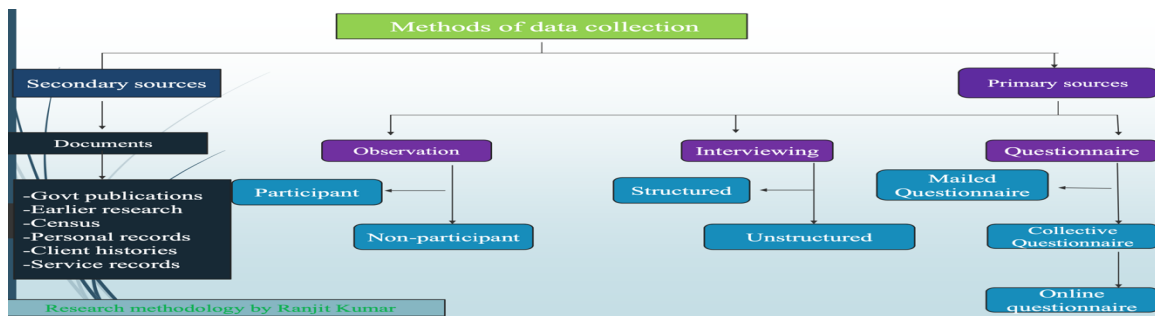 Methods of data collection
Secondary sources
Primary sources
Documents
Observation
Interviewing
Questionnaire
-Govt publications
-Earlier research
-Census
-Personal records
-Client histories
-Service records
Participant
Non-participant
Structured
Unstructured
Mailed
Questionnaire
Collective
Questionnaire
Online
questionnaire
Research methodology by Ranjit Kumar